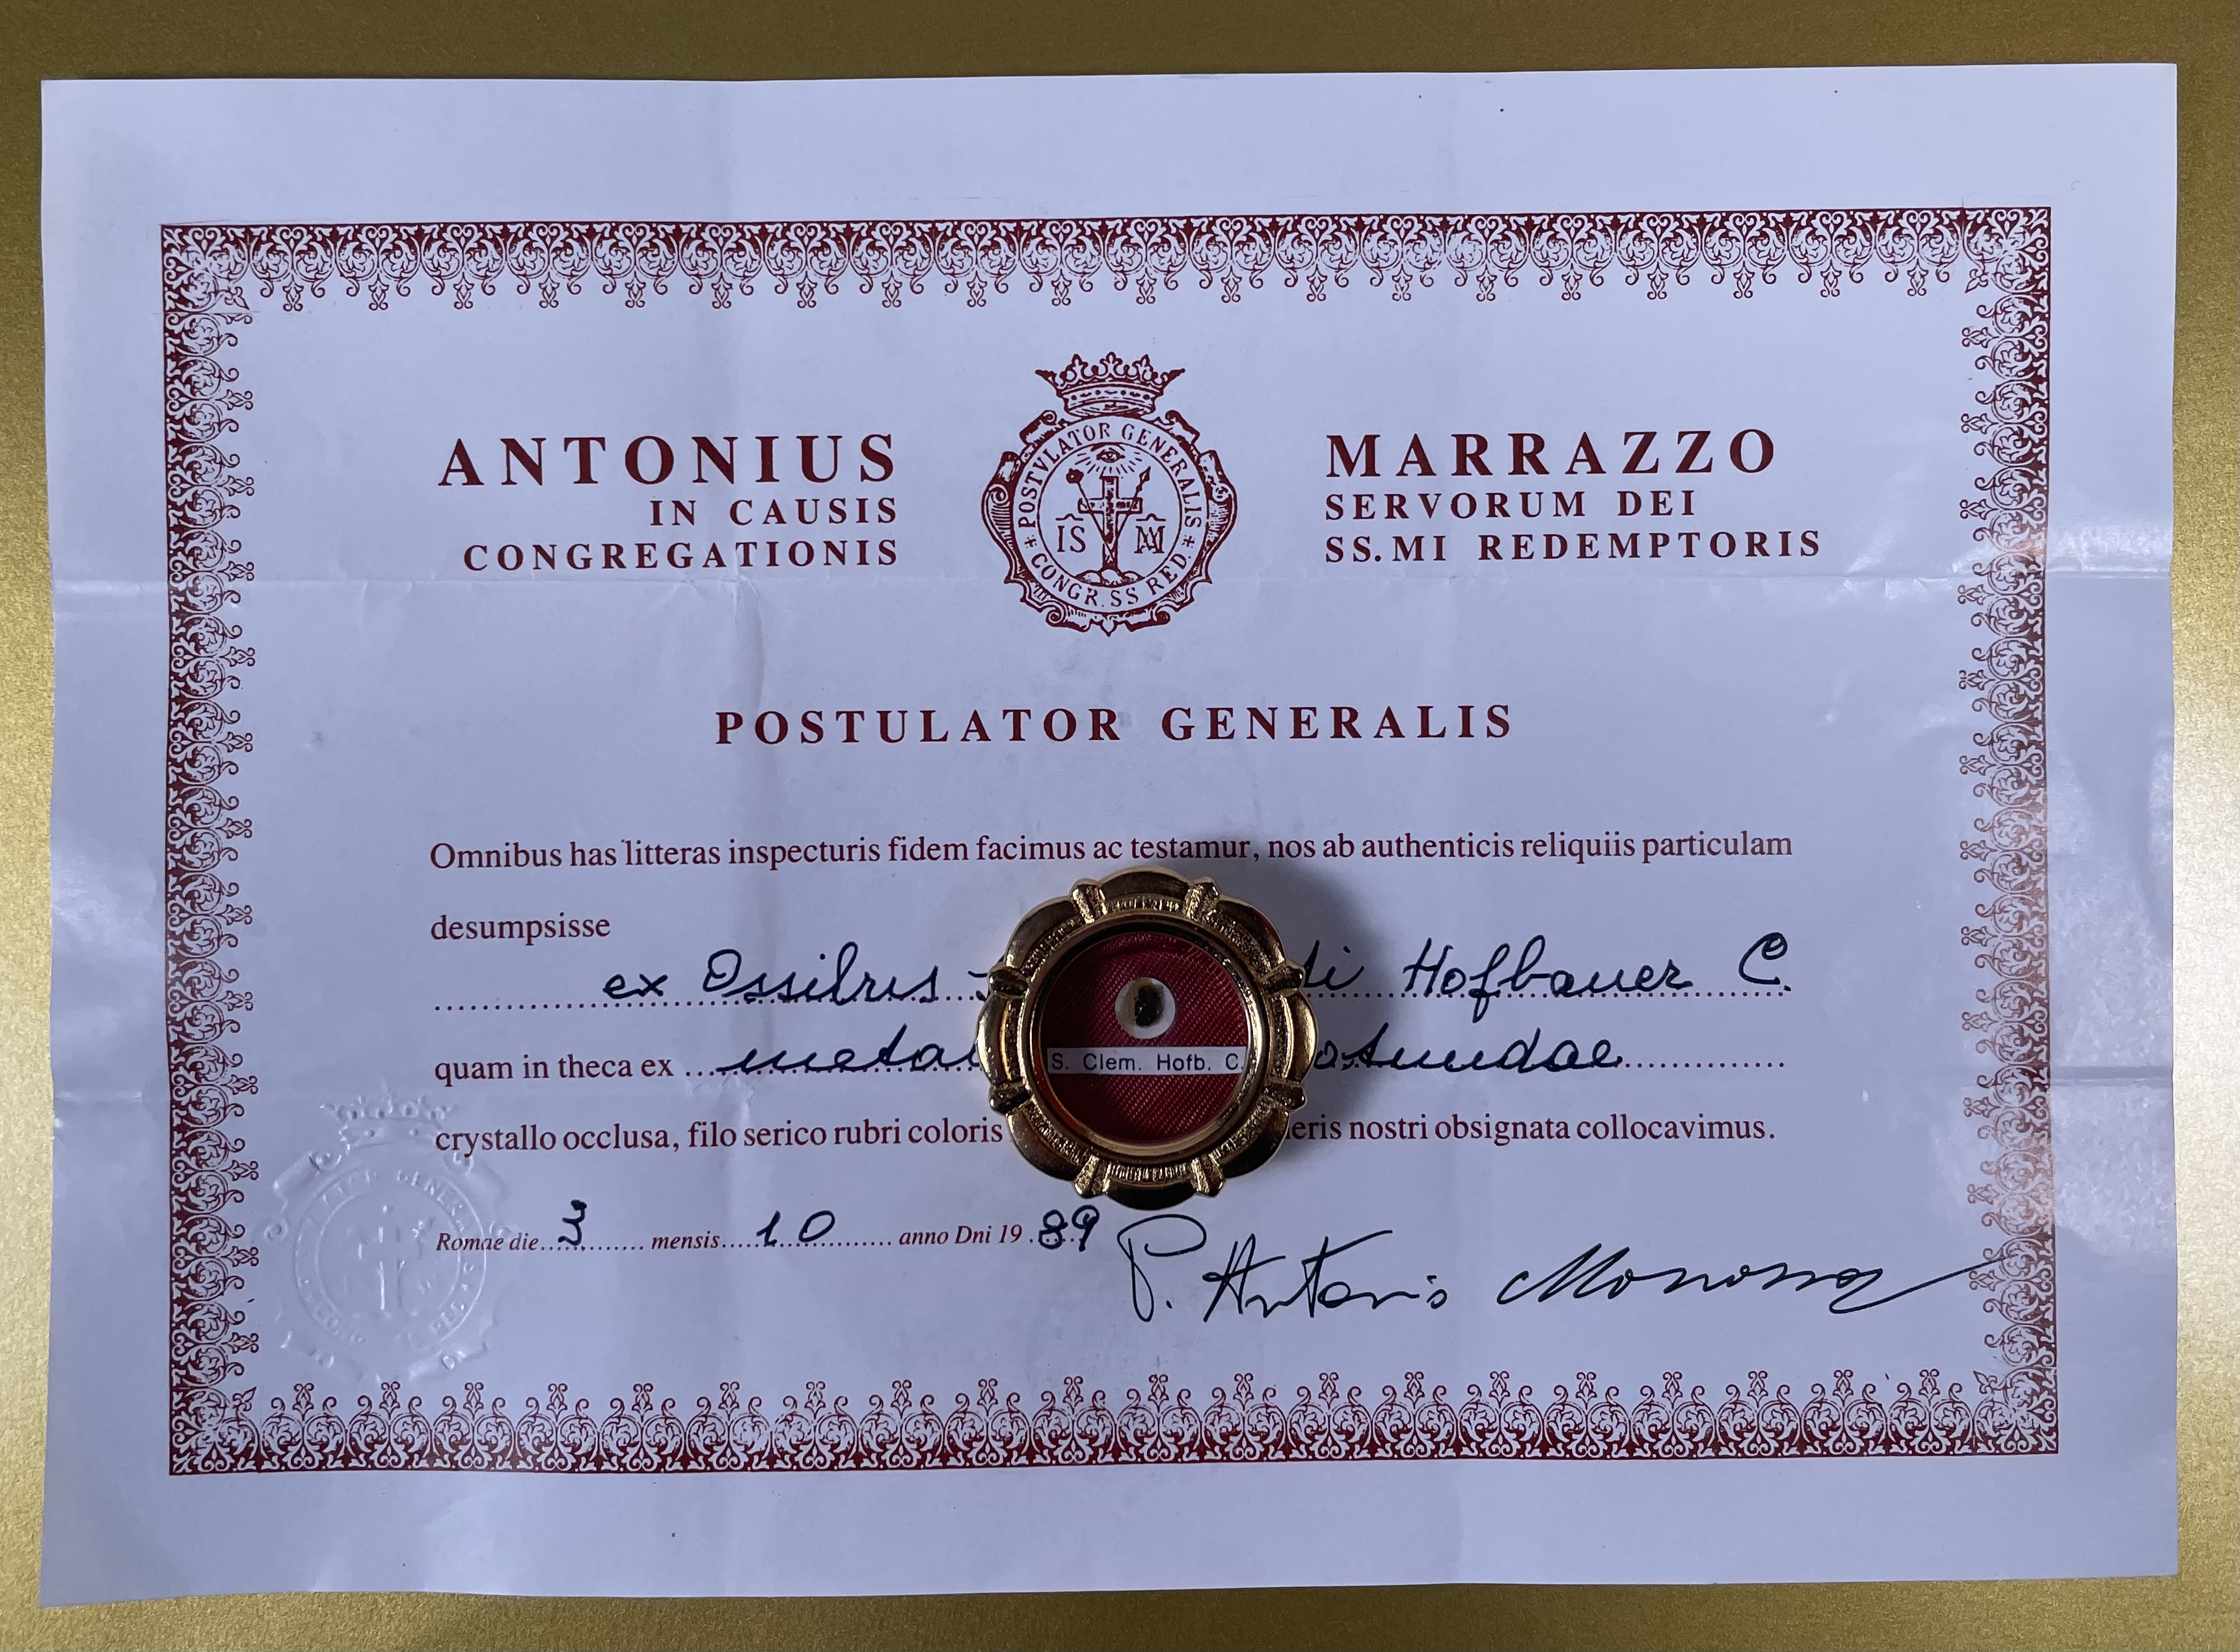 ANTONIUS MARRAZZO
IN CAUSIS SERVORUM DEI
CONGREGATIONIS SS.MI REDEMPTORIS
POSTVLATOR GENERALIS
CONGR. SS RED.
IS
POSTULATOR GENERALIS
Omnibus has litteras inspecturis fidem facimus ac testamur, nos ab authenticis reliquiis particulam
desumpsisse
ex Ossibus Hofbauer C.
quam in theca ex
S. Clem. Hofb. C.
crystallo occlusa, filo serico rubri coloris nostri obsignata collocavimus.
Romae die 3 mensis 10 anno Dni 19 89
P. Antonio